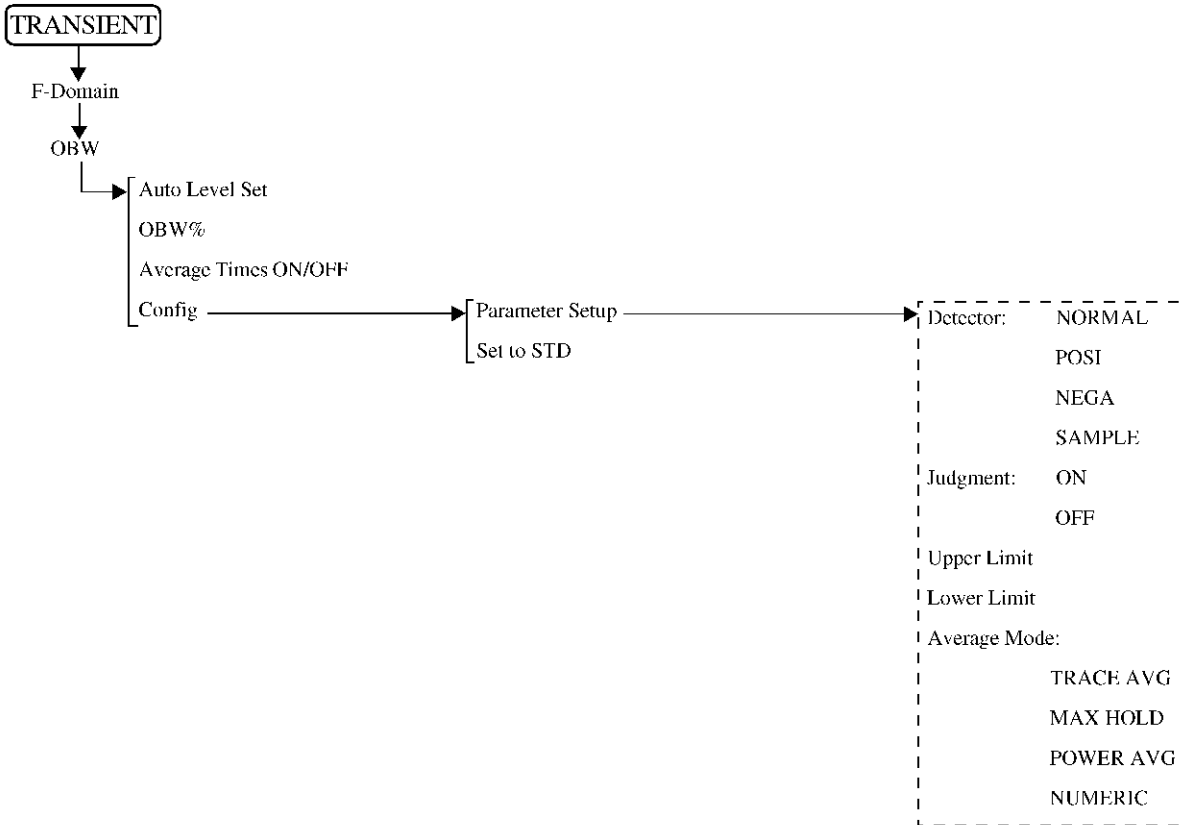 TRANSIENT
F-Domain
OBW
Auto Level Set
OBW%
Average Times ON/OFF
Config
Parameter Setup
Set to STD
Detector: NORMAL
POSI
NEGA
SAMPLE
Judgment: ON
OFF
Upper Limit
Lower Limit
Average Mode:
TRACE AVG
MAX HOLD
POWER AVG
NUMERIC